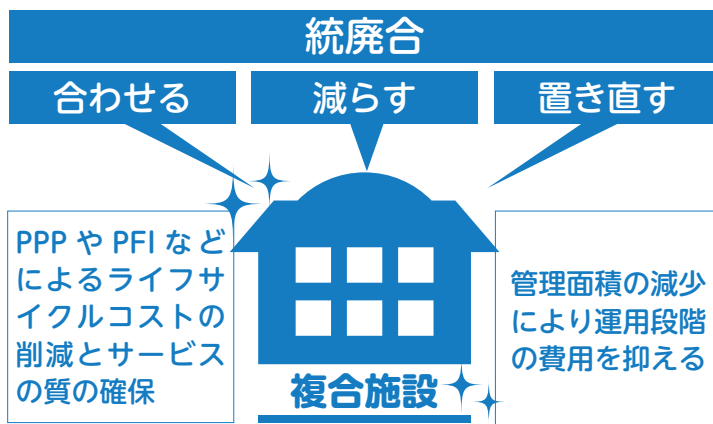 統廃合
合わせる
減らす
置き直す
PPP や PFI など
によるライフサ
イクルコストの
削減とサービス
の質の確保
管理面積の減少
により運用段階
の費用を抑える
複合施設